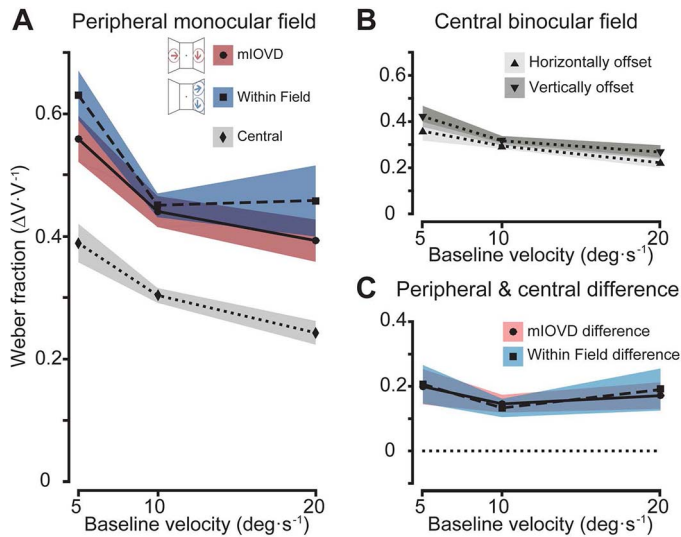 A Peripheral monocular field
mIOVD
Within Field
Central
Weber fraction (ΔV·V⁻¹)
0.6
0.4
0.2
0
5 10 20
Baseline velocity (deg·s⁻¹)
B Central binocular field
Horizontally offset
Vertically offset
0.6
0.4
0.2
0
5 10 20
Baseline velocity (deg·s⁻¹)
C Peripheral & central difference
mIOVD difference
Within Field difference
0.4
0.2
0
5 10 20
Baseline velocity (deg·s⁻¹)